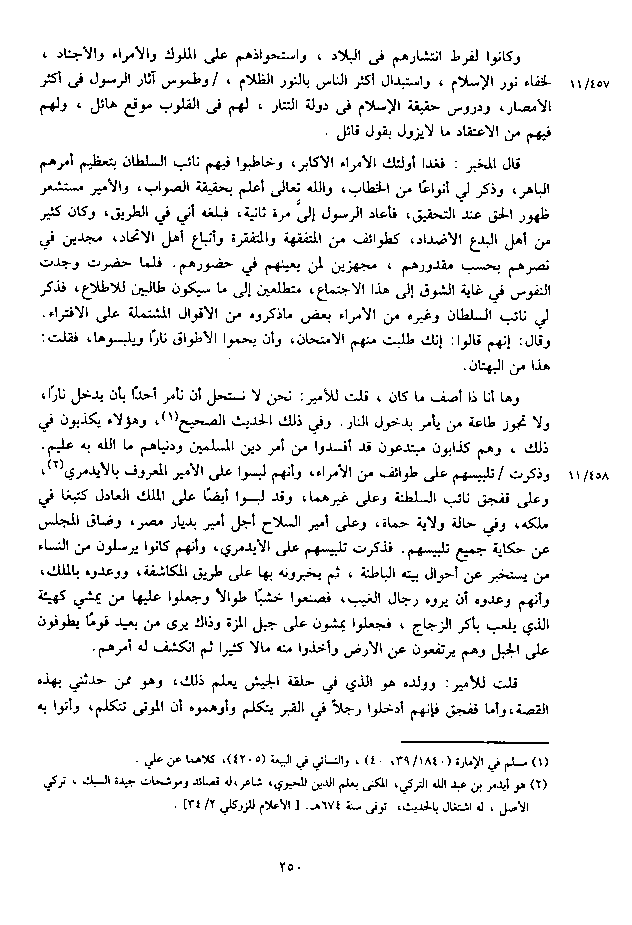 وكانوا لفرط انتشارهم فى البلاد ، واستحواذهم على الملوك والأمراء والأجناد ،
١١/٤٥٧ لخفاء نور الإسلام ، واستبدال أكثر الناس بالنور الظلام ، / وطموس آثار الرسول فى أكثر
الأمصار، ودروس حقيقة الإسلام فى دولة التتار ، لهم فى القلوب موقع هائل ، ولهم
فيهم من الاعتقاد ما لا يزول بقول قائل .
قال المخبر : فغدا أولئك الأمراء الأكابر، وخاطبوا فيهم نائب السلطان بتعظيم أمرهم
الباهر، وذكر لي أنواعًا من الخطاب، والله تعالى أعلم بحقيقة الصواب، والأمير مستشعر
ظهور الحق عند التحقيق، فأعاد الرسول إليَّ مرة ثانية، فبلغه أني في الطريق، وكان كثير
من أهل البدع الأضداد، كطوائف من المتفقهة والمتفقرة وأتباع أهل الاتحاد، مجدين في
نصرهم بحسب مقدورهم ، مجهزين لمن يعينهم في حضورهم. فلما حضرت وجدت
النفوس في غاية الشوق إلى هذا الاجتماع، متطلعين إلى ما سيكون طالبين للاطلاع، فذكر
لي نائب السلطان وغيره من الأمراء بعض ماذكروه من الأقوال المشتملة على الافتراء.
وقال: إنهم قالوا: إنك طلبت منهم الامتحان، وأن يحموا الأطواق نارًا ويلبسوها، فقلت:
هذا من البهتان.
وها أنا ذا أصف ما كان ، قلت للأمير: نحن لا نستحل أن نأمر أحدًا بأن يدخل نارًا،
ولا تجوز طاعة من يأمر بدخول النار. وفي ذلك الحديث الصحيح(١)، وهؤلاء يكذبون في
ذلك ، وهم كذابون مبتدعون قد أفسدوا من أمر دين المسلمين ودنياهم ما الله به عليم.
١١/٤٥٨ وذكرت / تلبيسهم على طوائف من الأمراء، وأنهم لبسوا على الأمير المعروف بالأيدمري(٢)،
وعلى قفجق نائب السلطنة وعلى غيرهما، وقد لبسوا أيضًا على الملك العادل كتبغا في
ملكه، وفي حالة ولاية حماة، وعلى أمير السلاح أجل أمير بديار مصر، وضاق المجلس
عن حكاية جميع تلبيسهم. فذكرت تلبيسهم على الأيدمري، وأنهم كانوا يرسلون من النساء
من يستخبر عن أحوال بيته الباطنة ، ثم يخبرونه بها على طريق المكاشفة، ووعدوه بالملك،
وأنهم وعدوه أن يروه رجال الغيب، فصنعوا خشبًا طوالاً وجعلوا عليها من يمشي كهيئة
الذي يلعب بأكر الزجاج ، فجعلوا يمشون على جبل المزة وذاك يرى من بعيد قومًا يطوفون
على الجبل وهم يرتفعون عن الأرض وأخذوا منه مالا كثيرا ثم انكشف له أمرهم.
قلت للأمير: وولده هو الذي في حلقة الجيش يعلم ذلك، وهو ممن حدثني بهذه
القصة، وأما قفجق فإنهم أدخلوا رجلاً في القبر يتكلم وأوهموه أن الموتى تتكلم، وأتوا به
(١) مسلم في الإمارة (٣٩/١٨٤٠، ٤٠) ، والنسائي في البيعة (٤٢٠٥)، كلاهما عن علي .
(٢) هو أيدمر بن عبد الله التركي، المكنى بعلم الدين المحيوي، شاعر،له قصائد وموشحات جيدة السبك ، تركي
الأصل ، له اشتغال بالحديث، توفى سنة ٦٧٤هـ. [ الأعلام للزركلي ٢/ ٣٤] .
٢٥٠